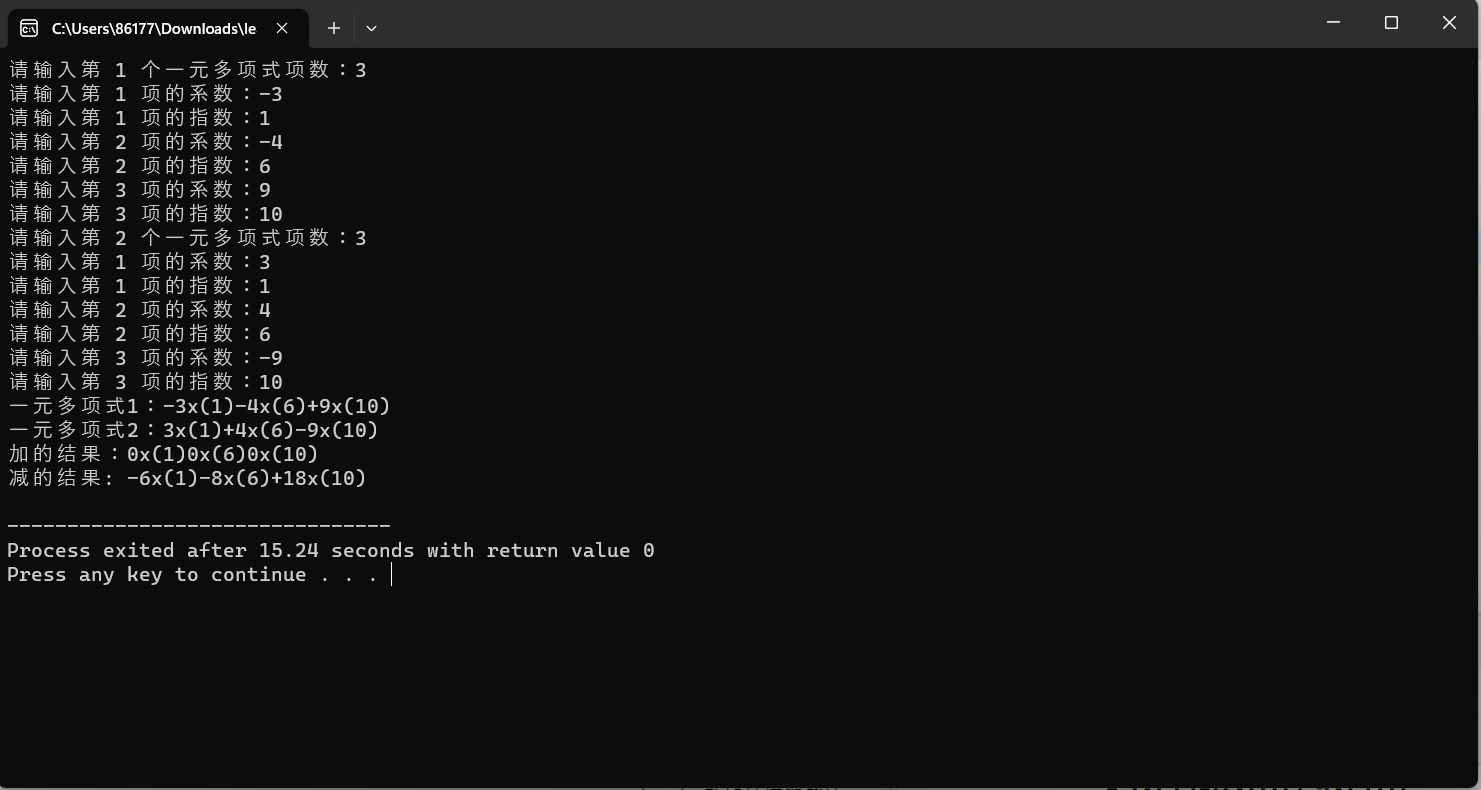 C:\Users\86177\Downloads\le
请输入第 1 个一元多项式项数：3
请输入第 1 项的系数：-3
请输入第 1 项的指数：1
请输入第 2 项的系数：-4
请输入第 2 项的指数：6
请输入第 3 项的系数：9
请输入第 3 项的指数：10
请输入第 2 个一元多项式项数：3
请输入第 1 项的系数：3
请输入第 1 项的指数：1
请输入第 2 项的系数：4
请输入第 2 项的指数：6
请输入第 3 项的系数：-9
请输入第 3 项的指数：10
一元多项式1：-3x(1)-4x(6)+9x(10)
一元多项式2：3x(1)+4x(6)-9x(10)
加的结果：0x(1)0x(6)0x(10)
减的结果: -6x(1)-8x(6)+18x(10)
--------------------------------
Process exited after 15.24 seconds with return value 0
Press any key to continue . . .